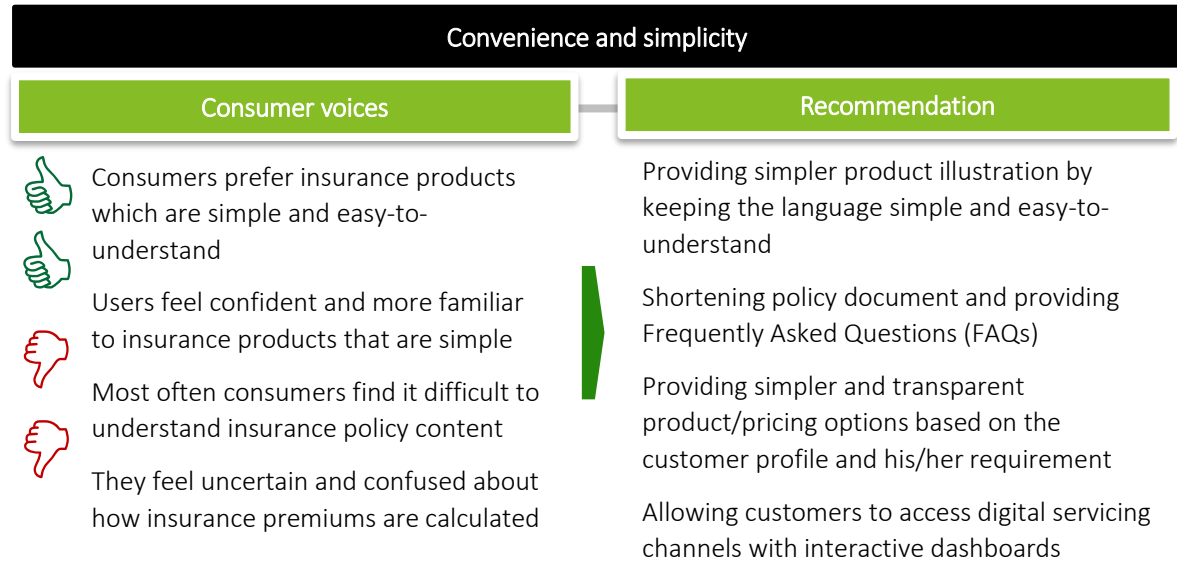 Convenience and simplicity
Consumer voices
Consumers prefer insurance products
which are simple and easy-to-
understand
Users feel confident and more familiar
to insurance products that are simple
Most often consumers find it difficult to
understand insurance policy content
They feel uncertain and confused about
how insurance premiums are calculated
Recommendation
Providing simpler product illustration by
keeping the language simple and easy-to-
understand
Shortening policy document and providing
Frequently Asked Questions (FAQs)
Providing simpler and transparent
product/pricing options based on the
customer profile and his/her requirement
Allowing customers to access digital servicing
channels with interactive dashboards